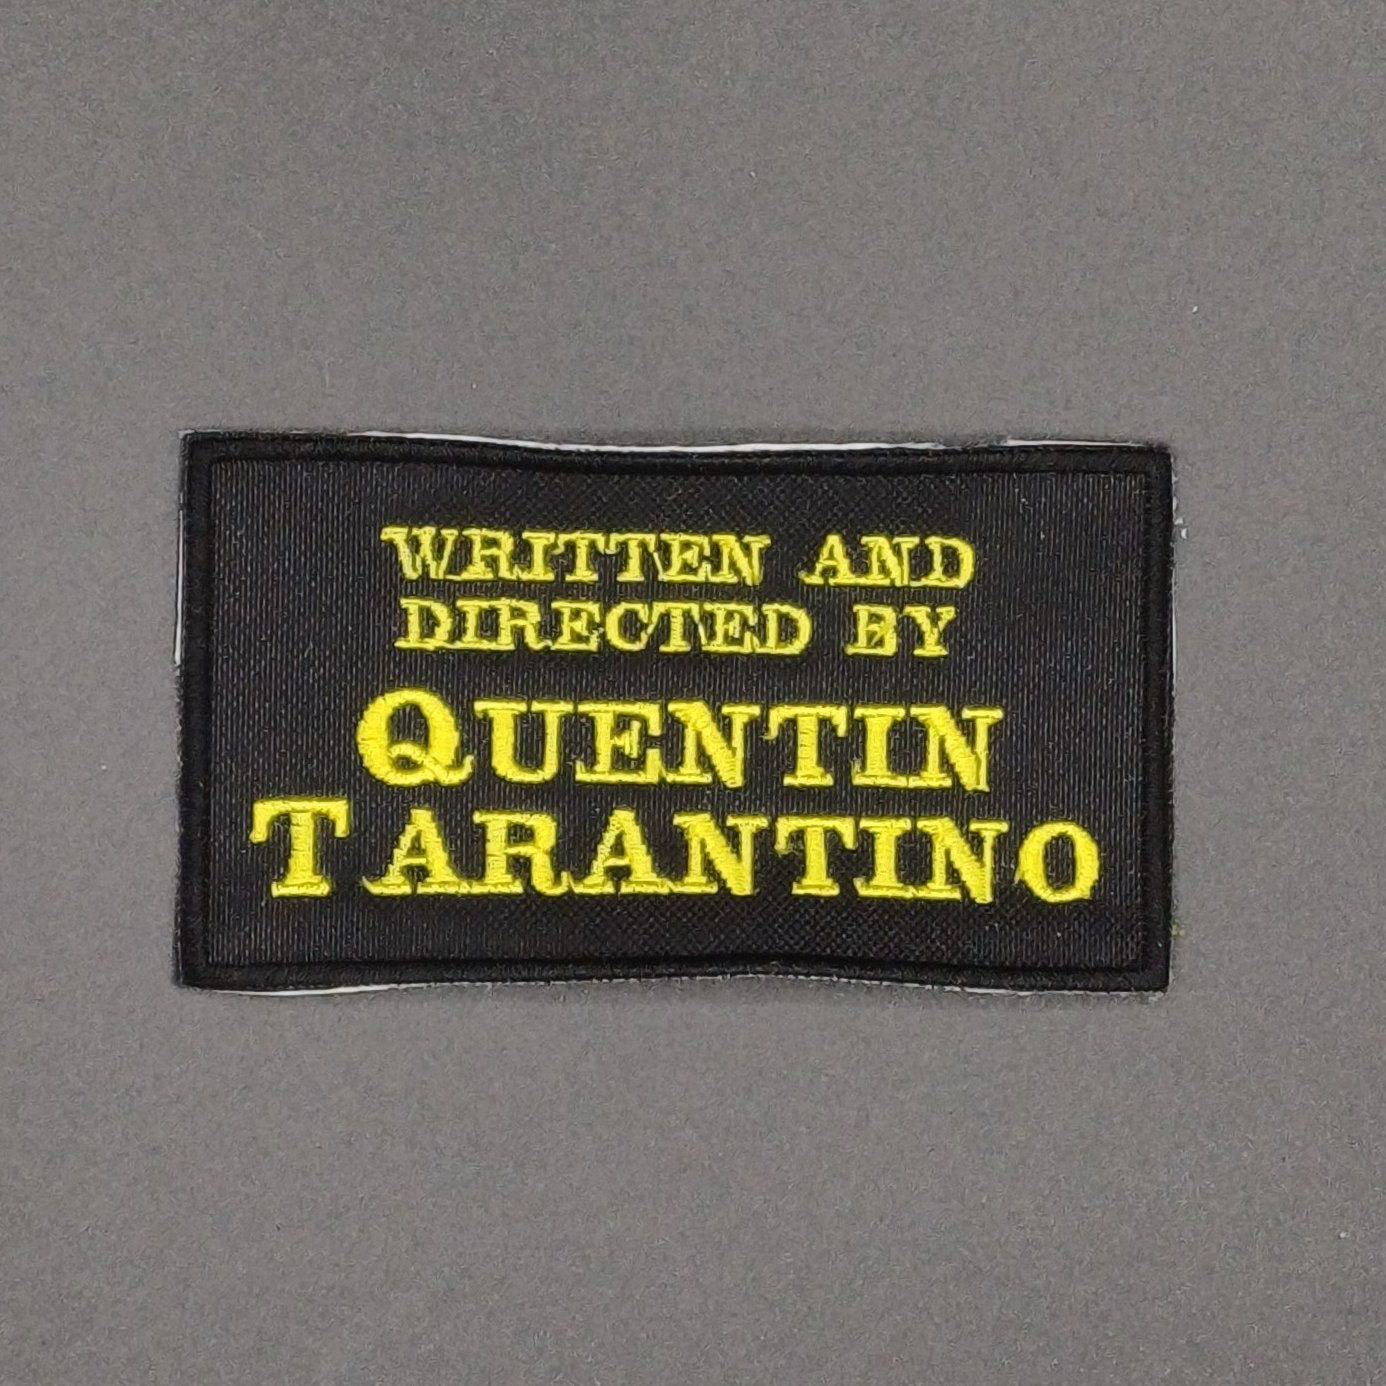 WRITTEN AND
DIRECTED BY
QUENTIN
TARANTINO